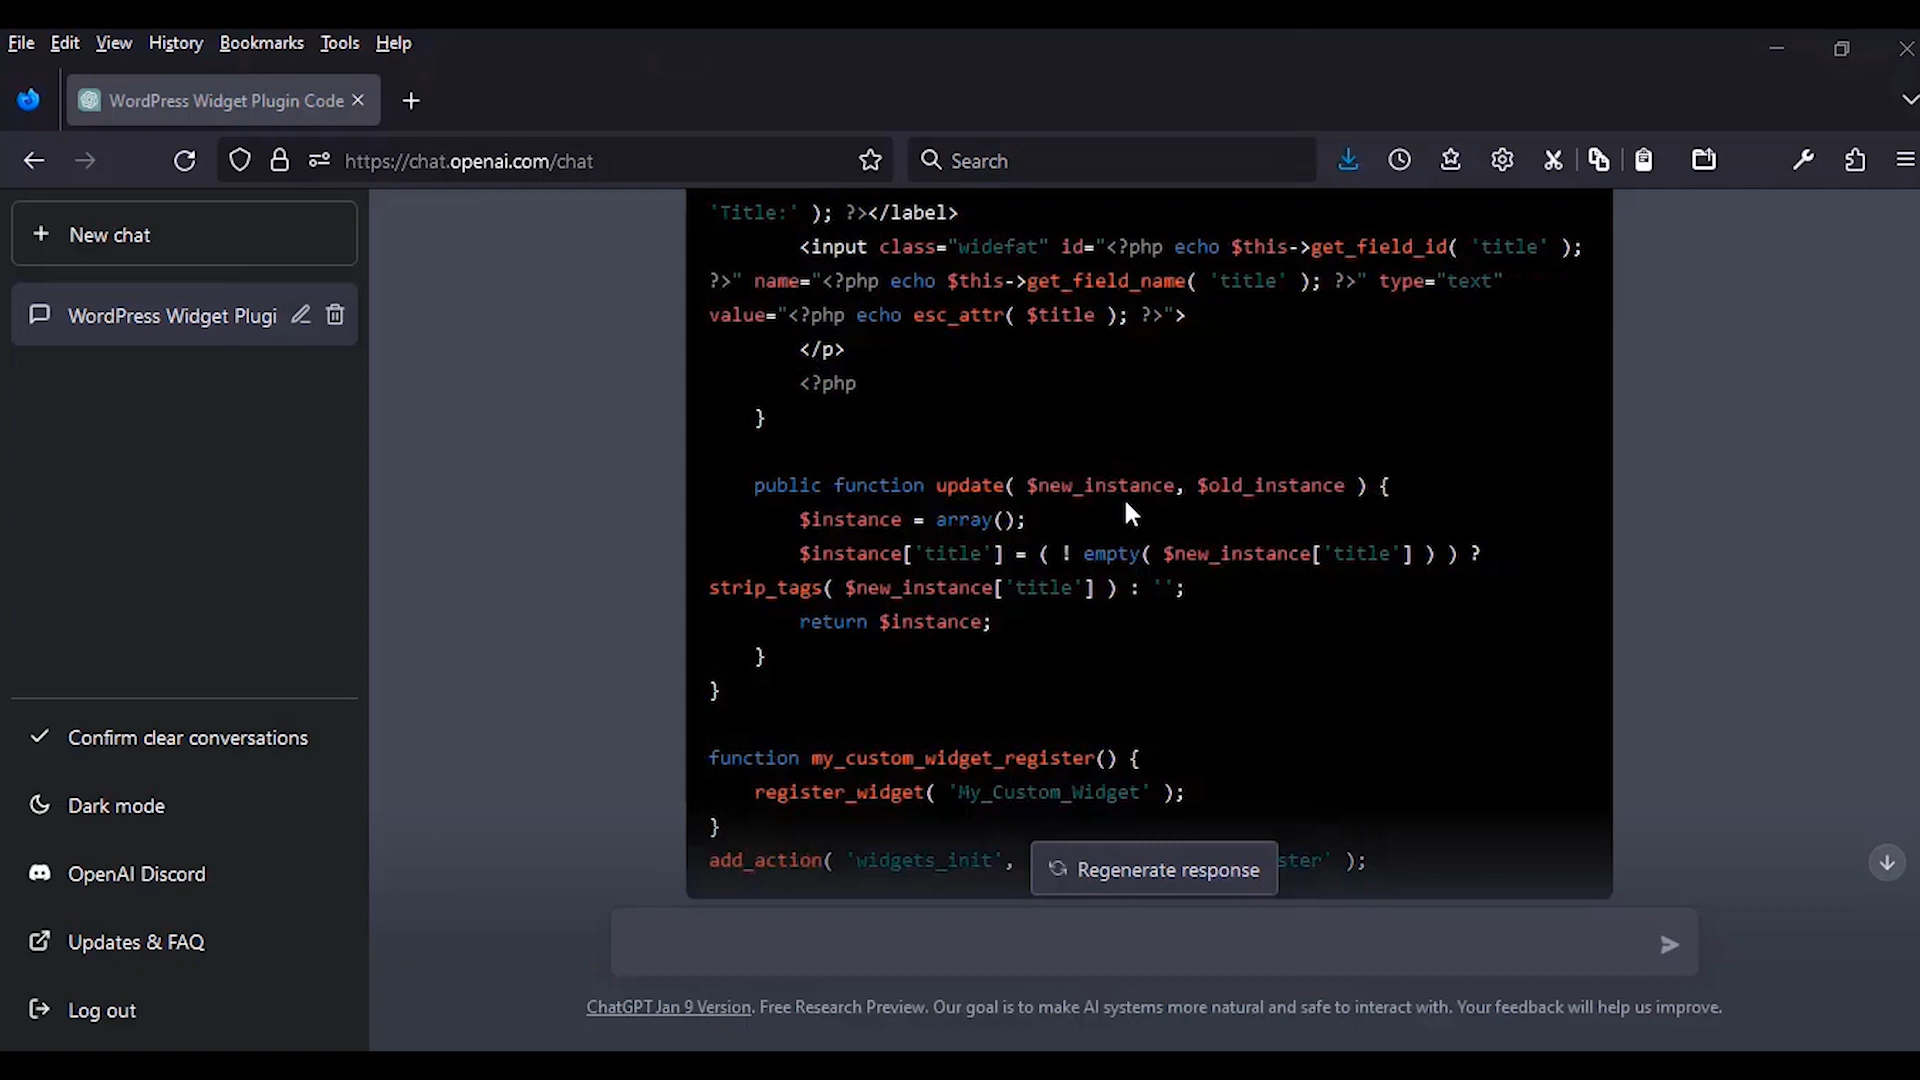 File Edit View History Bookmarks Tools Help
WordPress Widget Plugin Code
https://chat.openai.com/chat
Search
New chat
WordPress Widget Plugi
Confirm clear conversations
Dark mode
OpenAI Discord
Updates & FAQ
Log out
'Title:' ); ?></label>
<input class="widefat" id="<?php echo $this->get_field_id( 'title' );
?>" name="<?php echo $this->get_field_name( 'title' ); ?>" type="text"
value="<?php echo esc_attr( $title ); ?>">
</p>
<?php
}
public function update( $new_instance, $old_instance ) {
$instance = array();
$instance['title'] = ( ! empty( $new_instance['title'] ) ) ?
strip_tags( $new_instance['title'] ) : '';
return $instance;
}
}
function my_custom_widget_register() {
register_widget( 'My_Custom_Widget' );
}
add_action( 'widgets_init', ster' );
Regenerate response
ChatGPT Jan 9 Version. Free Research Preview. Our goal is to make AI systems more natural and safe to interact with. Your feedback will help us improve.